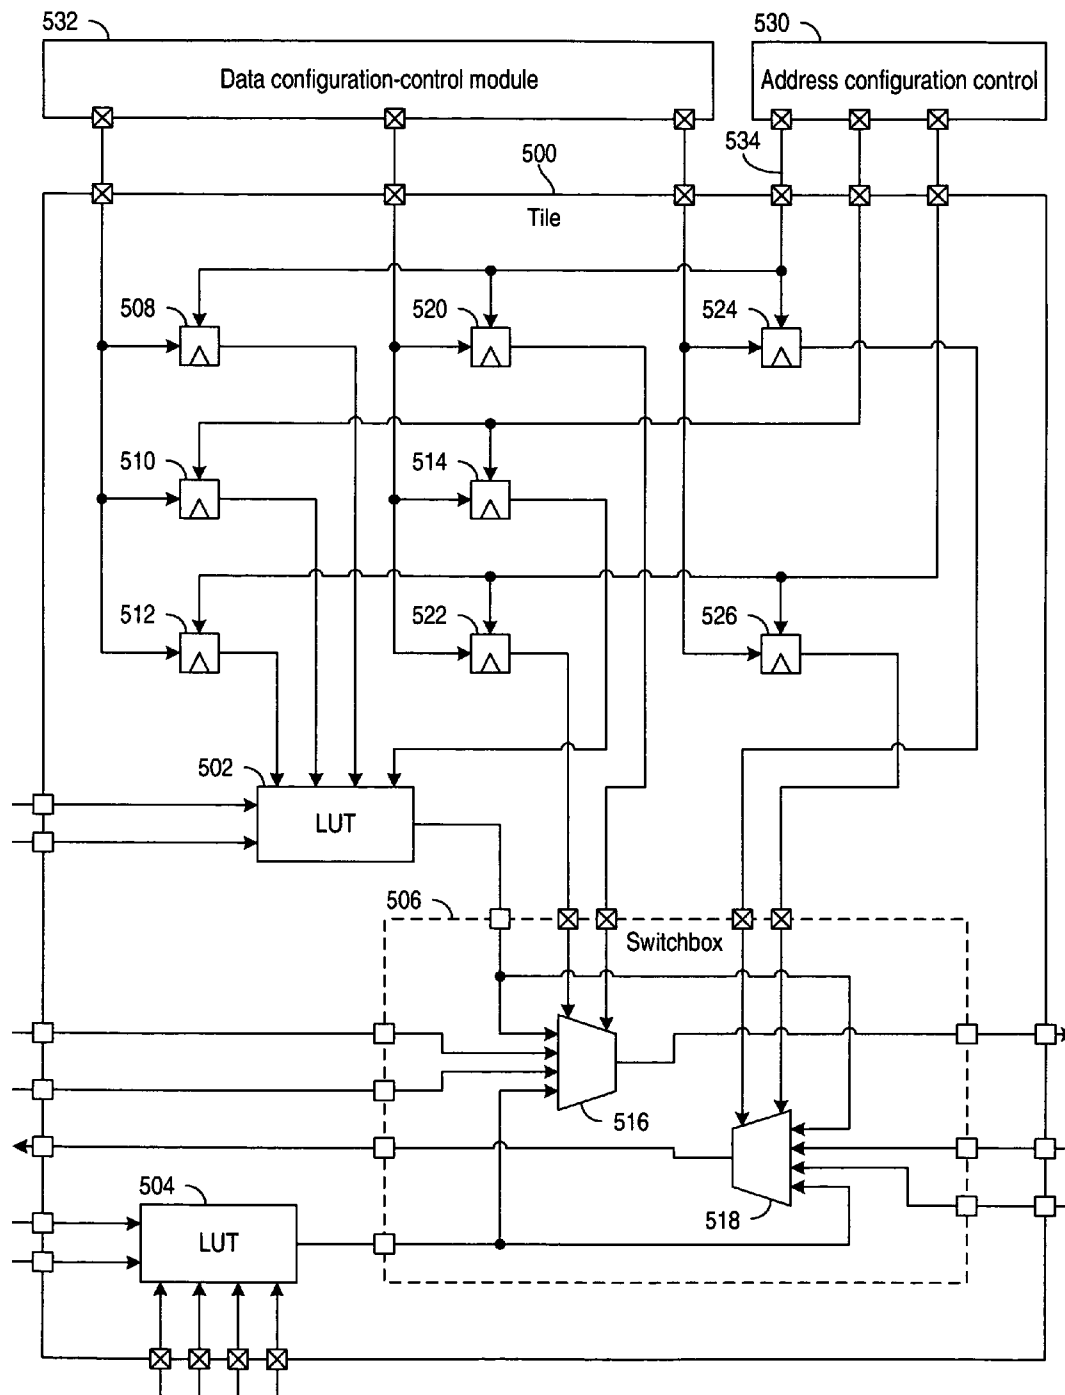 532
530
Data configuration-control module
Address configuration control
534
500
Tile
508
520
524
510
514
512
522
526
502
LUT
506
Switchbox
516
504
LUT
518